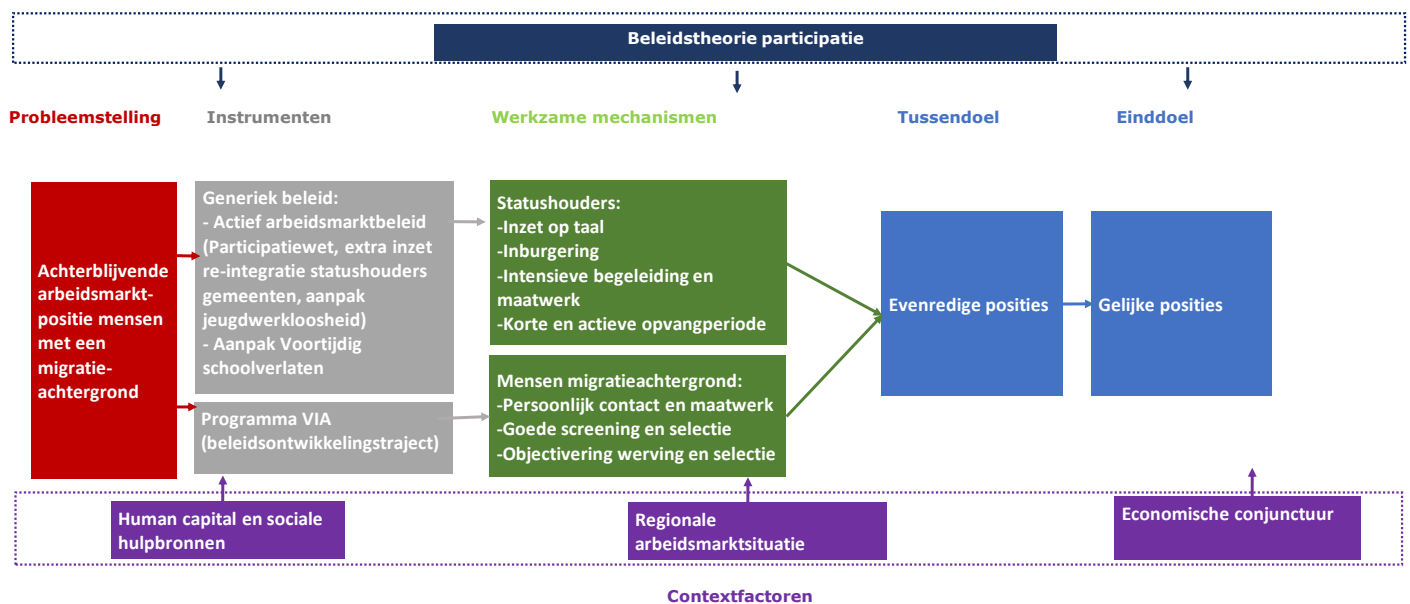 Beleidstheorie participatie
Probleemstelling
Instrumenten
Werkzame mechanismen
Tussendoel
Einddoel
Achterblijvende
arbeidsmarkt-
positie mensen
met een
migratie-
achtergrond
Generiek beleid:
- Actief arbeidsmarktbeleid
(Participatiewet, extra inzet
re-integratie statushouders
gemeenten, aanpak
jeugdwerkloosheid)
- Aanpak Voortijdig
schoolverlaten
Programma VIA
(beleidsontwikkelingstraject)
Statushouders:
-Inzet op taal
-Inburgering
-Intensieve begeleiding en
maatwerk
-Korte en actieve opvangperiode
Mensen migratieachtergrond:
-Persoonlijk contact en maatwerk
-Goede screening en selectie
-Objectivering werving en selectie
Evenredige posities
Gelijke posities
Human capital en sociale
hulpbronnen
Regionale
arbeidsmarktsituatie
Economische conjunctuur
Contextfactoren